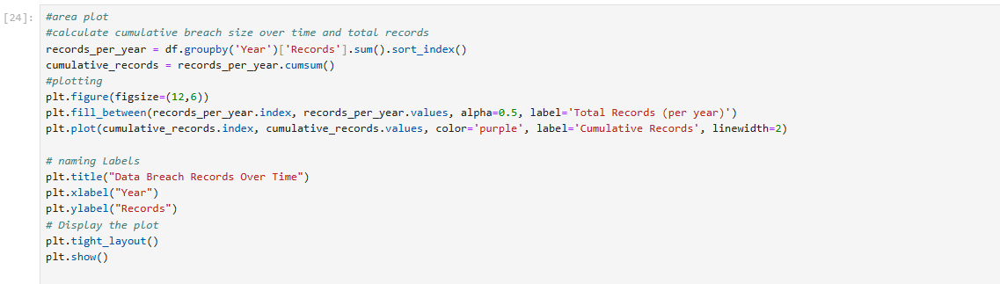 [24]:
#area plot
#calculate cumulative breach size over time and total records
records_per_year = df.groupby('Year')['Records'].sum().sort_index()
cumulative_records = records_per_year.cumsum()
#plotting
plt.figure(figsize=(12,6))
plt.fill_between(records_per_year.index, records_per_year.values, alpha=0.5, label='Total Records (per year)')
plt.plot(cumulative_records.index, cumulative_records.values, color='purple', label='Cumulative Records', linewidth=2)
# naming Labels
plt.title("Data Breach Records Over Time")
plt.xlabel("Year")
plt.ylabel("Records")
# Display the plot
plt.tight_layout()
plt.show()